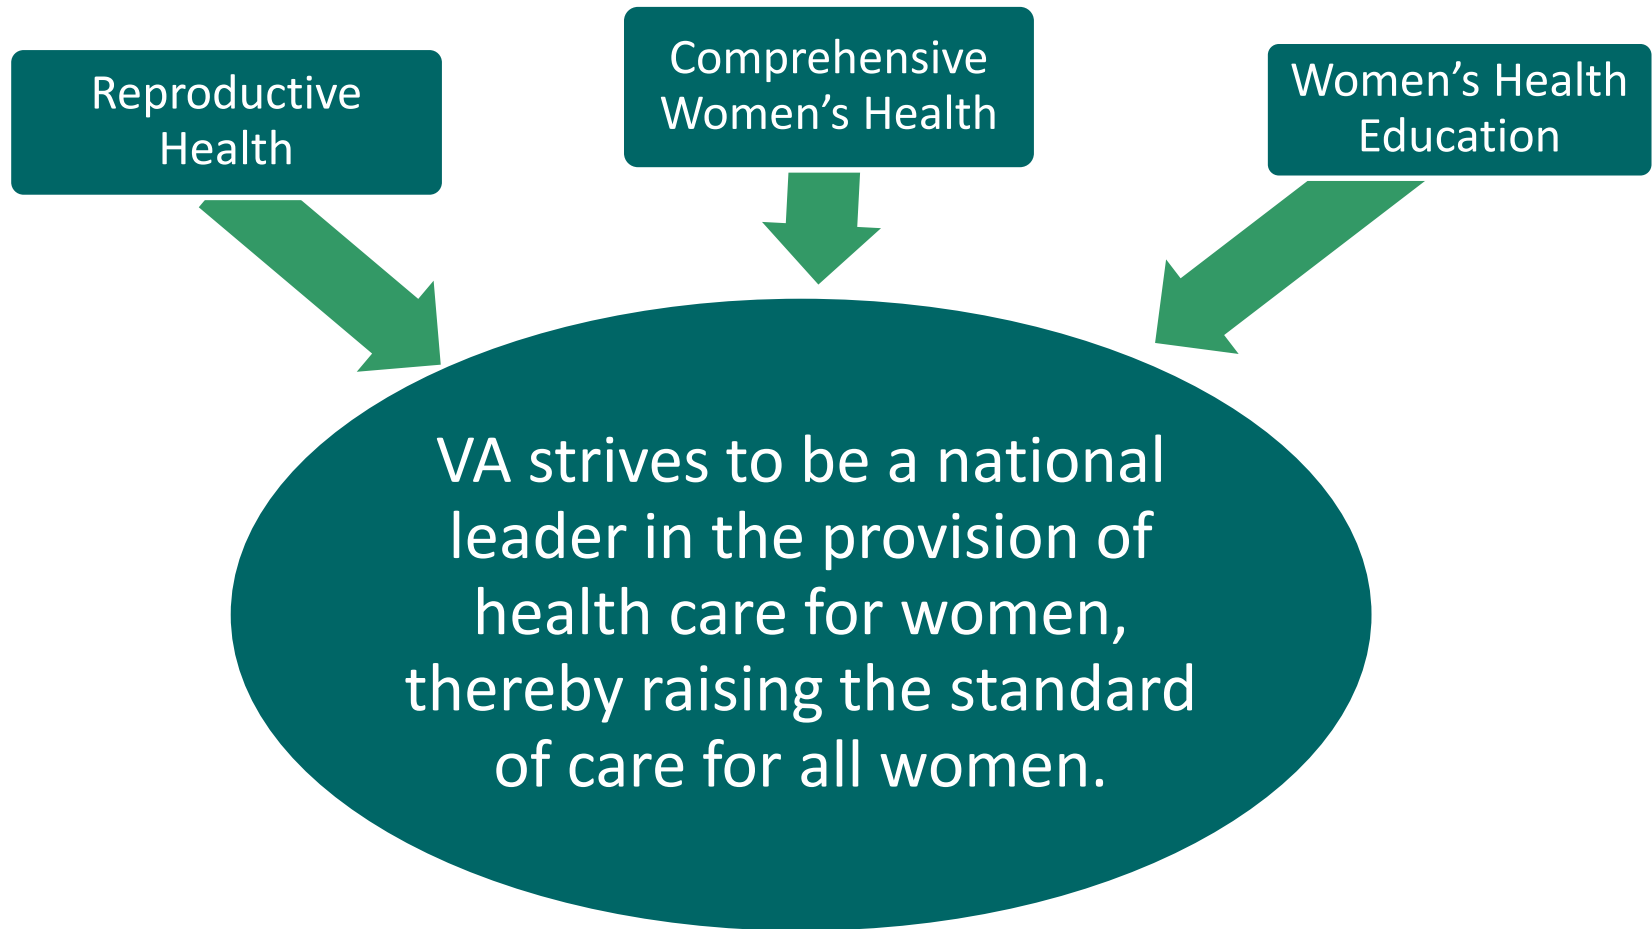 Reproductive
Health
Comprehensive
Women’s Health
Women’s Health
Education
VA strives to be a national
leader in the provision of
health care for women,
thereby raising the standard
of care for all women.